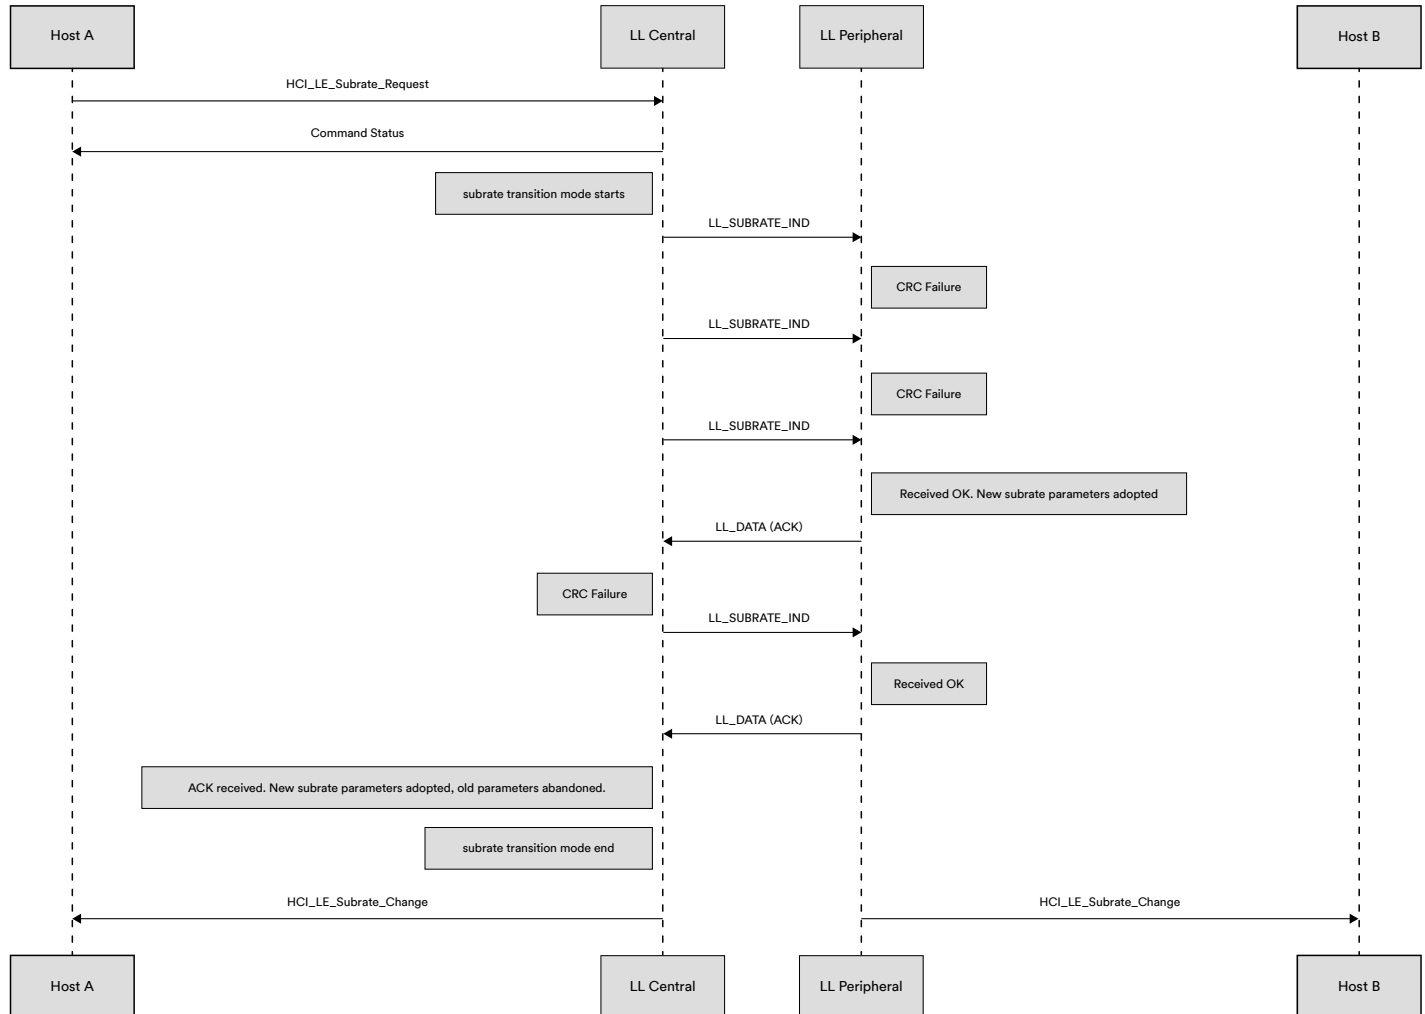 Host A
LL Central
LL Peripheral
Host B
HCI_LE_Subrate_Request
Command Status
subrate transition mode starts
LL_SUBRATE_IND
CRC Failure
LL_SUBRATE_IND
CRC Failure
LL_SUBRATE_IND
Received OK. New subrate parameters adopted
LL_DATA (ACK)
CRC Failure
LL_SUBRATE_IND
Received OK
LL_DATA (ACK)
ACK received. New subrate parameters adopted, old parameters abandoned.
subrate transition mode end
HCI_LE_Subrate_Change
HCI_LE_Subrate_Change
Host A
LL Central
LL Peripheral
Host B